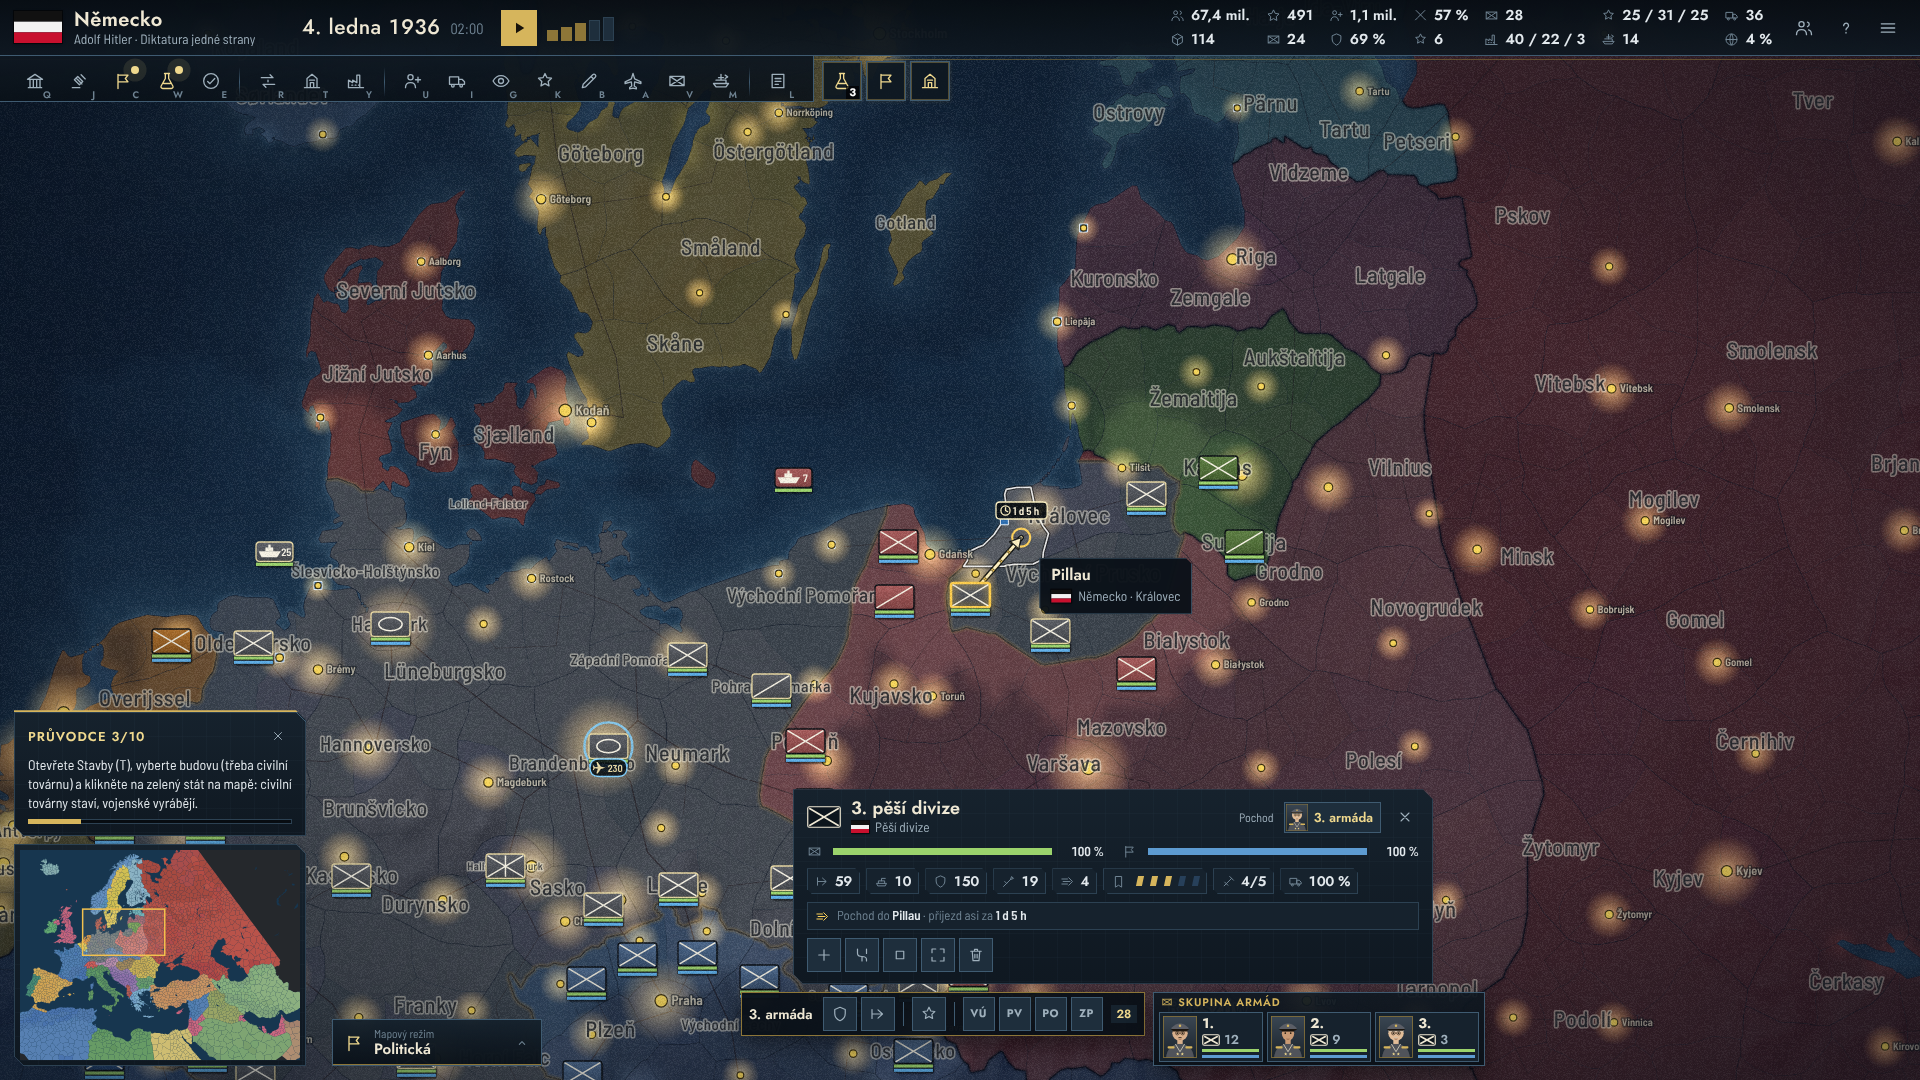 Německo
Adolf Hitler · Diktatura jedné strany
4. ledna 1936 02:00
67,4 mil. 491 1,1 mil. 57 % 28 25 / 31 / 25 36
114 24 69 % 6 40 / 22 / 3 14 4 %
Q J C W E R T Y U I G K B A V M L
3
Norrköping
Göteborg
Östergötland
Göteborg
Småland
Gotland
Skåne
Aalborg
Severní Jutsko
Aarhus
Jižní Jutsko
Kodaň
Sjælland
Fyn
Lolland-Falster
Ostrovy
Pärnu
Tartu
Tartu
Petseri
Vidzeme
Tver
Pskov
Riga
Kuronsko
Zemgale
Latgale
Liepāja
Aukštaitija
Žemaitija
Smolensk
Vitebsk
Vitebsk
Smolensk
Tilsit
Vilnius
Mogilev
Mogilev
Minsk
7
25
1 d 5 h
Kiel
Šlesvicko-Holštýnsko
Rostock
Gdaňsk
Východní Pomořan
Grodno
Grodno
Novogrudek
Bobrujsk
Gomel
Gomel
Pillau
Německo · Královec
Brémy
Lüneburgsko
Západní Pomořa
Overijssel
Kujavsko
Toruň
Bialystok
Białystok
Mazovsko
Varšava
Polesí
Černihiv
Hannoversko
Neumark
230
Magdeburk
Brunšvicko
Durynsko
Sasko
Žytomyr
Žytomyr
Kyjev
Kyjev
Čerkasy
Podolí
Vinnica
Franky
Plzeň
Praha
Východní
PRŮVODCE 3/10
Otevřete Stavby (T), vyberte budovu (třeba civilní
továrnu) a klikněte na zelený stát na mapě: civilní
továrny staví, vojenské vyrábějí.
Mapový režim
Politická
3. pěší divize
Pěší divize
Pochod
3. armáda
100 % 100 %
59 10 150 19 4 4/5 100 %
Pochod do Pillau · příjezd asi za 1 d 5 h
3. armáda VÚ PV PO ZP 28
SKUPINA ARMÁD
1. 12
2. 9
3. 3